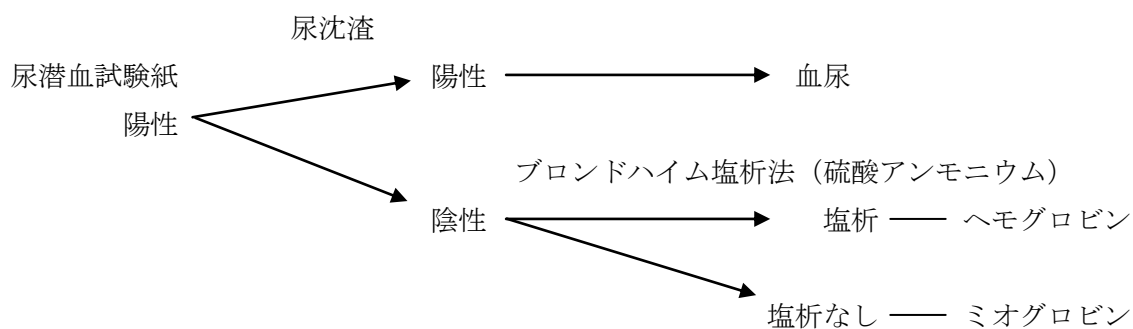 尿沈渣
尿潜血試験紙
陽性
陽性
血尿
ブロンドハイム塩析法（硫酸アンモニウム）
陰性
塩析 ── ヘモグロビン
塩析なし ── ミオグロビン